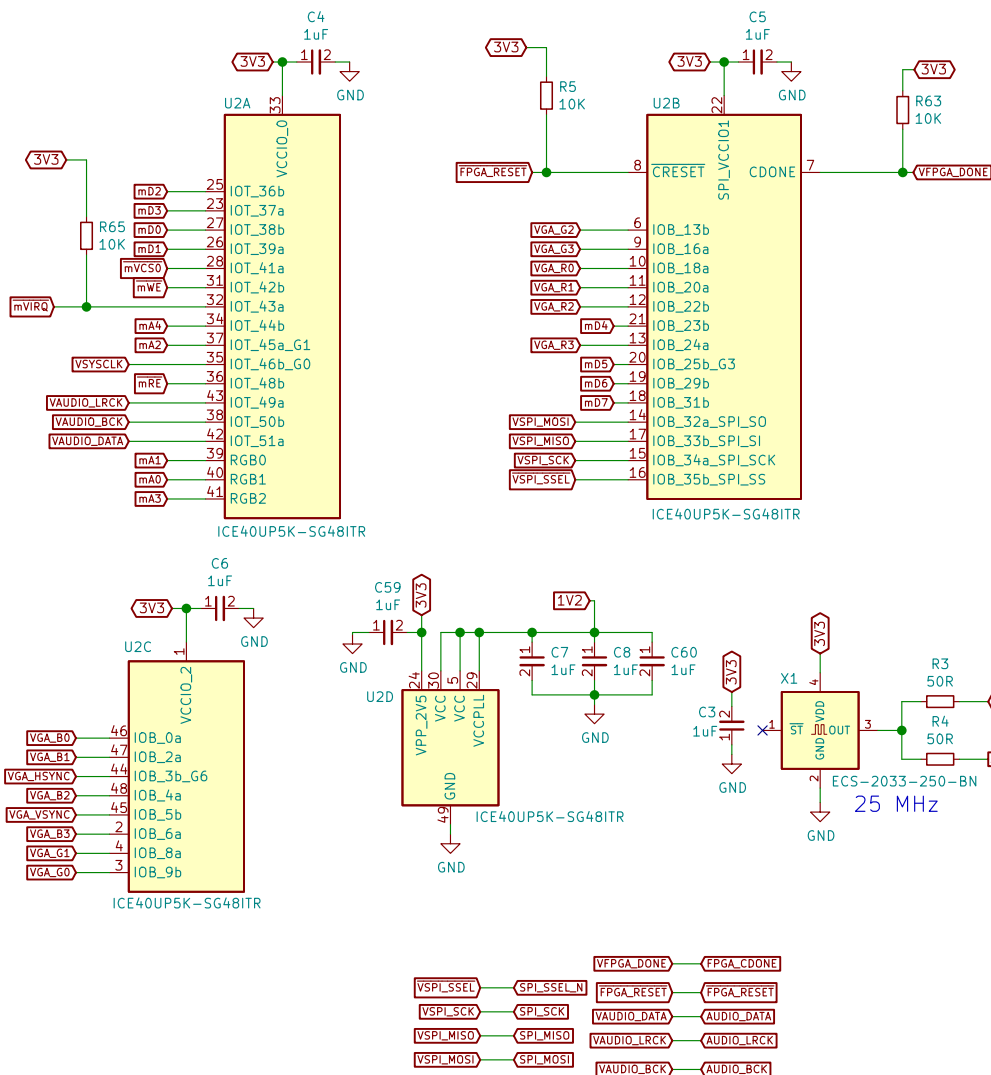 C4
1uF
3V3
1 2
GND
33
U2A
VCCIO_0
3V3
R65
10K
mD2 25 IOT_36b
mD3 23 IOT_37a
mD0 27 IOT_38b
mD1 26 IOT_39a
mVCS0 28 IOT_41a
mWE 31 IOT_42b
mVIRQ 32 IOT_43a
mA4 34 IOT_44b
mA2 37 IOT_45a_G1
VSYSCLK 35 IOT_46b_G0
mRE 36 IOT_48b
VAUDIO_LRCK 43 IOT_49a
VAUDIO_BCK 38 IOT_50b
VAUDIO_DATA 42 IOT_51a
mA1 39 RGB0
mA0 40 RGB1
mA3 41 RGB2
ICE40UP5K-SG48ITR
C5
1uF
3V3
3V3
1 2
GND
3V3
R5
10K
R63
10K
22
U2B
SPI_VCCIO1
FPGA_RESET 8 CRESET
CDONE 7 VFPGA_DONE
VGA_G2 6 IOB_13b
VGA_G3 9 IOB_16a
VGA_R0 10 IOB_18a
VGA_R1 11 IOB_20a
VGA_R2 12 IOB_22b
mD4 21 IOB_23b
VGA_R3 13 IOB_24a
mD5 20 IOB_25b_G3
mD6 19 IOB_29b
mD7 18 IOB_31b
VSPI_MOSI 14 IOB_32a_SPI_SO
VSPI_MISO 17 IOB_33b_SPI_SI
VSPI_SCK 15 IOB_34a_SPI_SCK
VSPI_SSEL 16 IOB_35b_SPI_SS
ICE40UP5K-SG48ITR
C6
1uF
3V3
1 2
GND
1
U2C
VCCIO_2
VGA_B0 46 IOB_0a
VGA_B1 47 IOB_2a
VGA_HSYNC 44 IOB_3b_G6
VGA_B2 48 IOB_4a
VGA_VSYNC 45 IOB_5b
VGA_B3 2 IOB_6a
VGA_G1 4 IOB_8a
VGA_G0 3 IOB_9b
ICE40UP5K-SG48ITR
C59
1uF
3V3
1V2
1 2
GND
1 2 C7
1uF
1 2 C8
1uF
1 2 C60
1uF
GND
U2D
24 30 5 29
VPP_2V5 VCC VCC VCCPLL
GND
49
ICE40UP5K-SG48ITR
GND
3V3
C3
1uF
2
1
GND
3V3
X1
4
1 ST VDD GND OUT 3
2
GND
R3
50R
R4
50R
ECS-2033-250-BN
25 MHz
VFPGA_DONE FPGA_CDONE
VSPI_SSEL SPI_SSEL_N
FPGA_RESET FPGA_RESET
VSPI_SCK SPI_SCK
VAUDIO_DATA AUDIO_DATA
VSPI_MISO SPI_MISO
VAUDIO_LRCK AUDIO_LRCK
VSPI_MOSI SPI_MOSI
VAUDIO_BCK AUDIO_BCK